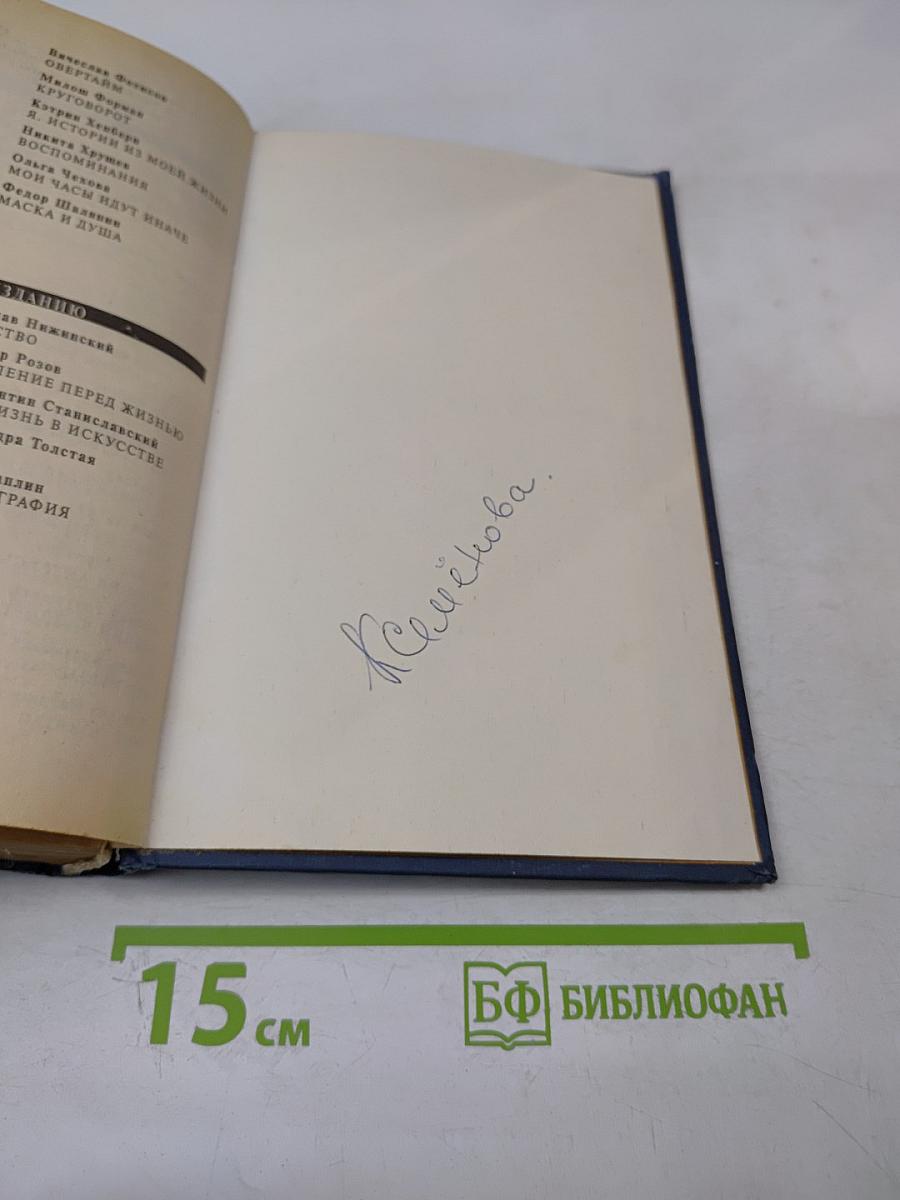 Вячеслав Фетисов
ОВЕРТАЙМ
Милош Форман
КРУГОВОРОТ
Кэтрин Хепберн
Я. ИСТОРИИ ИЗ МОЕЙ ЖИЗНИ
Никита Хрущев
ВОСПОМИНАНИЯ
Ольга Чехова
МОИ ЧАСЫ ИДУТ ИНАЧЕ
Федор Шаляпин
МАСКА И ДУША
ЗДАНИЮ
ав Нижинский
СТВО
р Розов
ЛЕНИЕ ПЕРЕД ЖИЗНЬЮ
нтин Станиславский
ИЗНЬ В ИСКУССТВЕ
дра Толстая
аплин
ГРАФИЯ
КСемёнова.
15 см
БФ БИБЛИОФАН